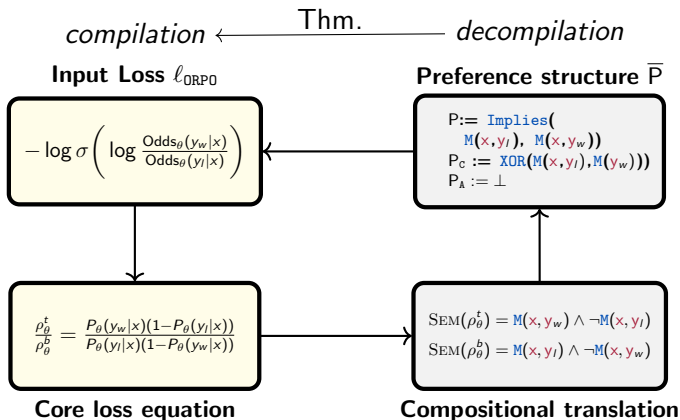 Thm.
compilation ← decompilation
Input Loss ℓ_ORPO
Preference structure P̅
− log σ ( log Odds_θ(y_w|x) / Odds_θ(y_l|x) )
P:= Implies(
M(x,y_l), M(x,y_w))
P_C := XOR(M(x,y_l),M(y_w)))
P_A := ⊥
ρ_θ^t / ρ_θ^b = P_θ(y_w|x)(1−P_θ(y_l|x)) / P_θ(y_l|x)(1−P_θ(y_w|x))
SEM(ρ_θ^t) = M(x, y_w) ∧ ¬M(x, y_l)
SEM(ρ_θ^b) = M(x, y_l) ∧ ¬M(x, y_w)
Core loss equation
Compositional translation